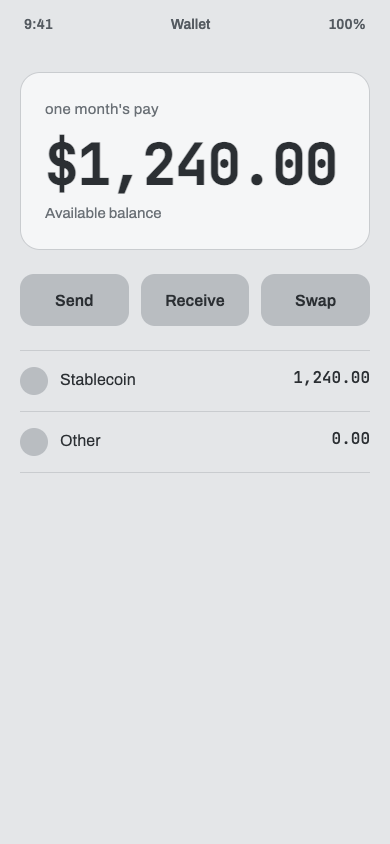 9:41 Wallet 100%
one month's pay
$1,240.00
Available balance
Send Receive Swap
Stablecoin 1,240.00
Other 0.00